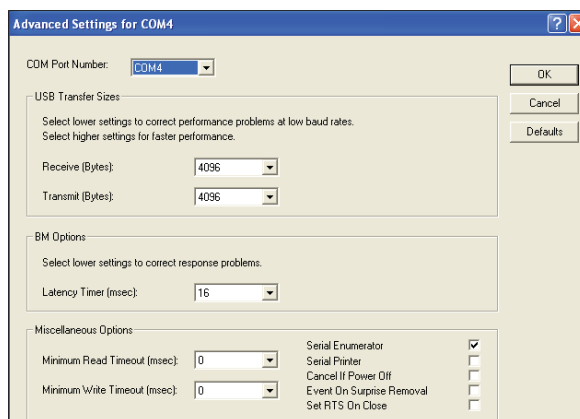 Advanced Settings for COM4
COM Port Number: COM4
OK
Cancel
Defaults
USB Transfer Sizes
Select lower settings to correct performance problems at low baud rates.
Select higher settings for faster performance.
Receive (Bytes): 4096
Transmit (Bytes): 4096
BM Options
Select lower settings to correct response problems.
Latency Timer (msec): 16
Miscellaneous Options
Minimum Read Timeout (msec): 0
Minimum Write Timeout (msec): 0
Serial Enumerator
Serial Printer
Cancel If Power Off
Event On Surprise Removal
Set RTS On Close